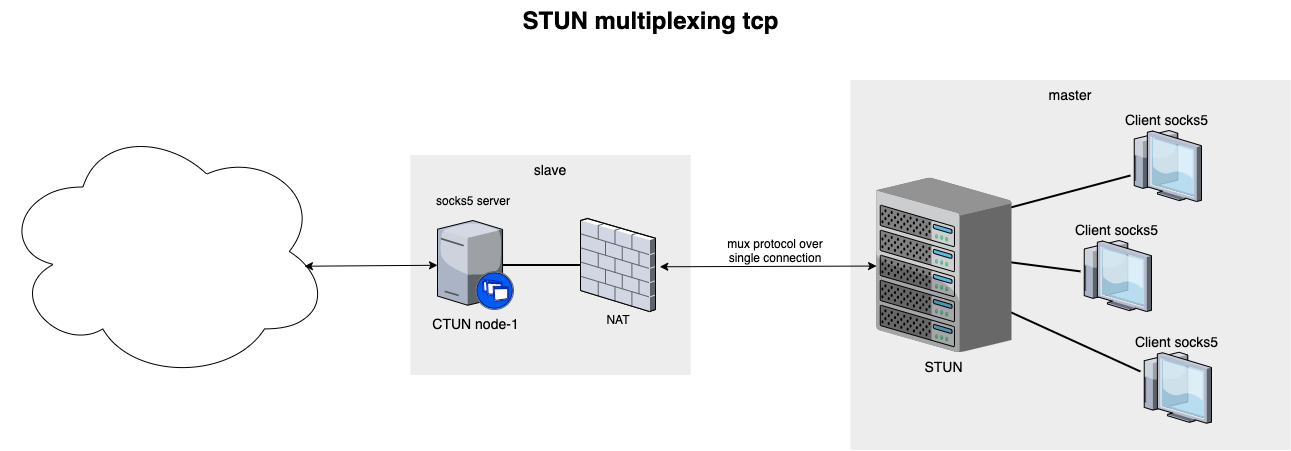 STUN multiplexing tcp
master
Client socks5
slave
socks5 server
Client socks5
mux protocol over
single connection
CTUN node-1
NAT
Client socks5
STUN